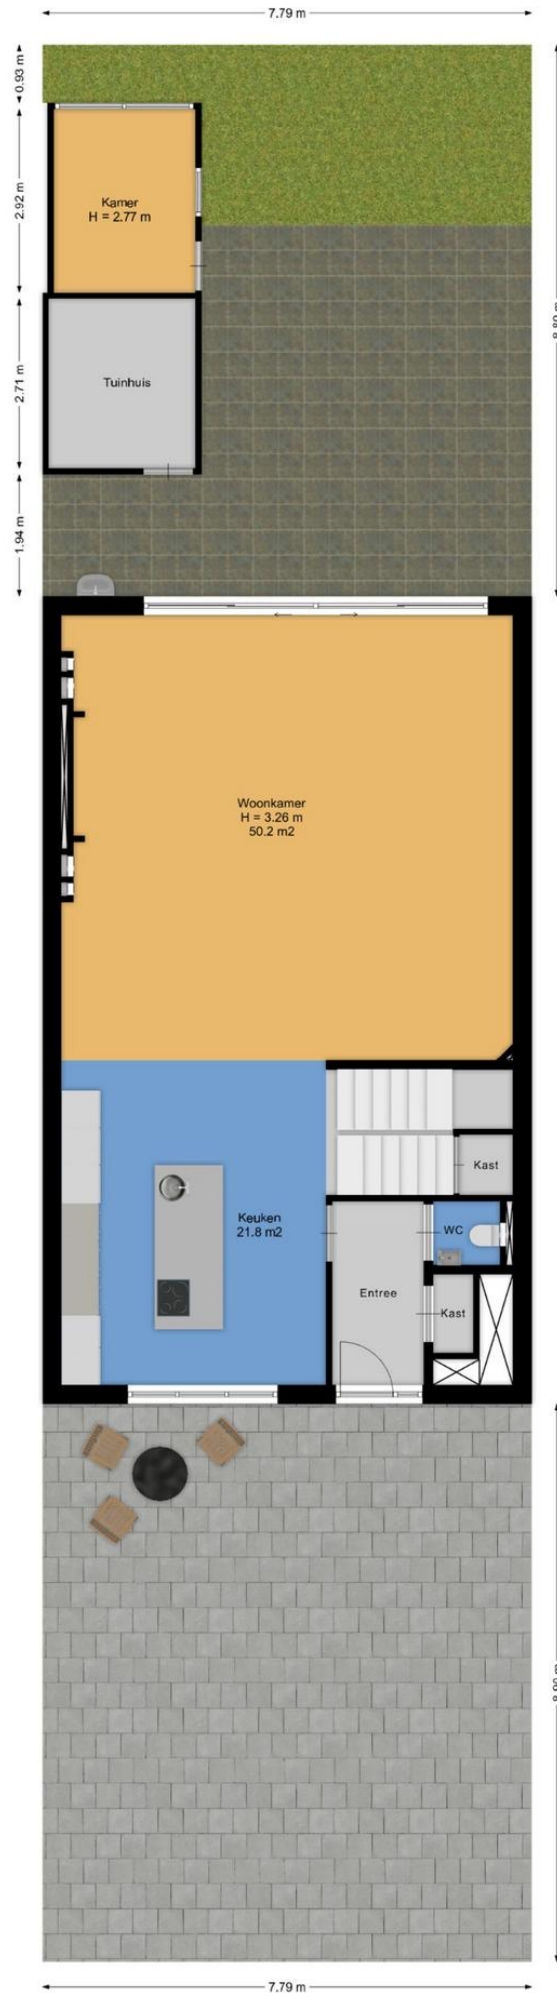 7.79 m
0.93 m
2.92 m
Kamer
H = 2.77 m
2.71 m
Tuinhuis
1.94 m
Woonkamer
H = 3.26 m
50.2 m2
Kast
Keuken
21.8 m2
WC
Entree
Kast
7.79 m